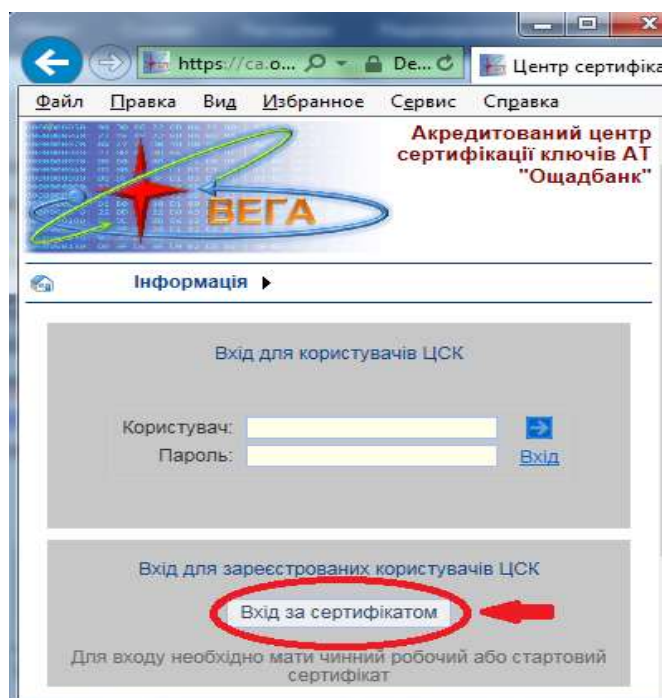 https://ca.o... De...
Центр сертифіка
Файл Правка Вид Избранное Сервис Справка
Акредитований центр
сертифікації ключів АТ
"Ощадбанк"
ВЕГА
Інформація
Вхід для користувачів ЦСК
Користувач:
Пароль:
Вхід
Вхід для зареєстрованих користувачів ЦСК
Вхід за сертифікатом
Для входу необхідно мати чинний робочий або стартовий
сертифікат